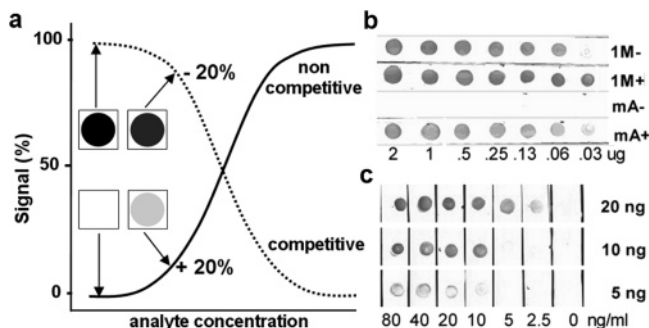 a
100
50
0
Signal (%)
- 20%
+ 20%
non
competitive
competitive
analyte concentration
b
1M-
1M+
mA-
mA+
2 1 .5 .25 .13 .06 .03 ug
c
20 ng
10 ng
5 ng
80 40 20 10 5 2.5 0 ng/ml